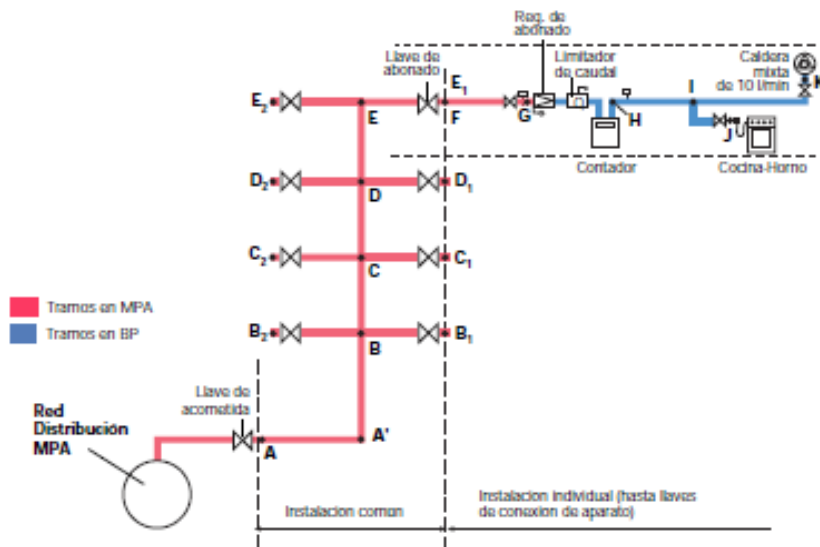 Reg. de
abonado
Llave de
abonado
Limitador
de caudal
Caldera
mixta
de 10 l/min
E₂
E
E₁
F
G
H
I
J
K
Contador
Cocina-Horno
D₂
D
D₁
C₂
C
C₁
B₂
B
B₁
Tramos en MPA
Tramos en BP
Llave de
acometida
Red
Distribución
MPA
A
A'
Instalacion comun
Instalacion individual (hasta llaves
de conexion de aparato)